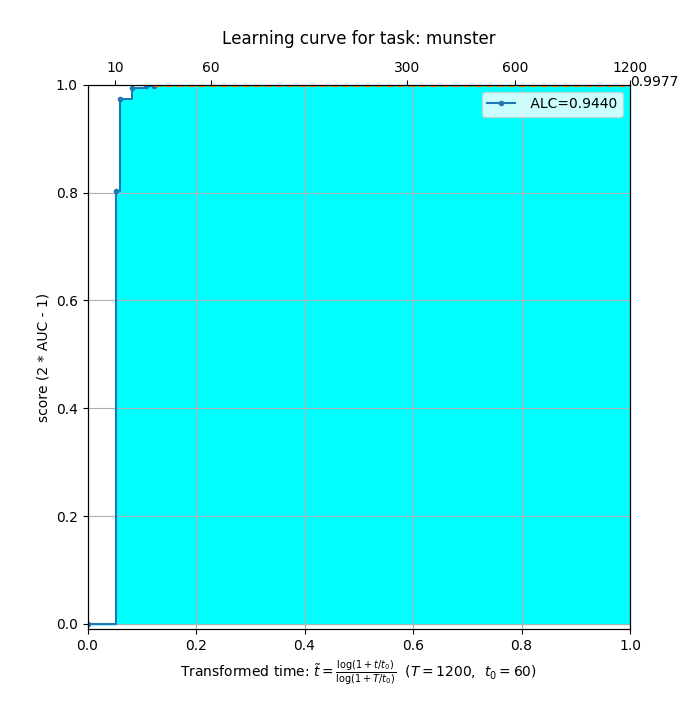 Learning curve for task: munster
10 60 300 600 1200
0.9977
1.0
ALC=0.9440
0.8
0.6
score (2 * AUC - 1)
0.4
0.2
0.0
0.0 0.2 0.4 0.6 0.8 1.0
Transformed time: t̃ = log(1 + t/t₀) / log(1 + T/t₀) (T = 1200, t₀ = 60)